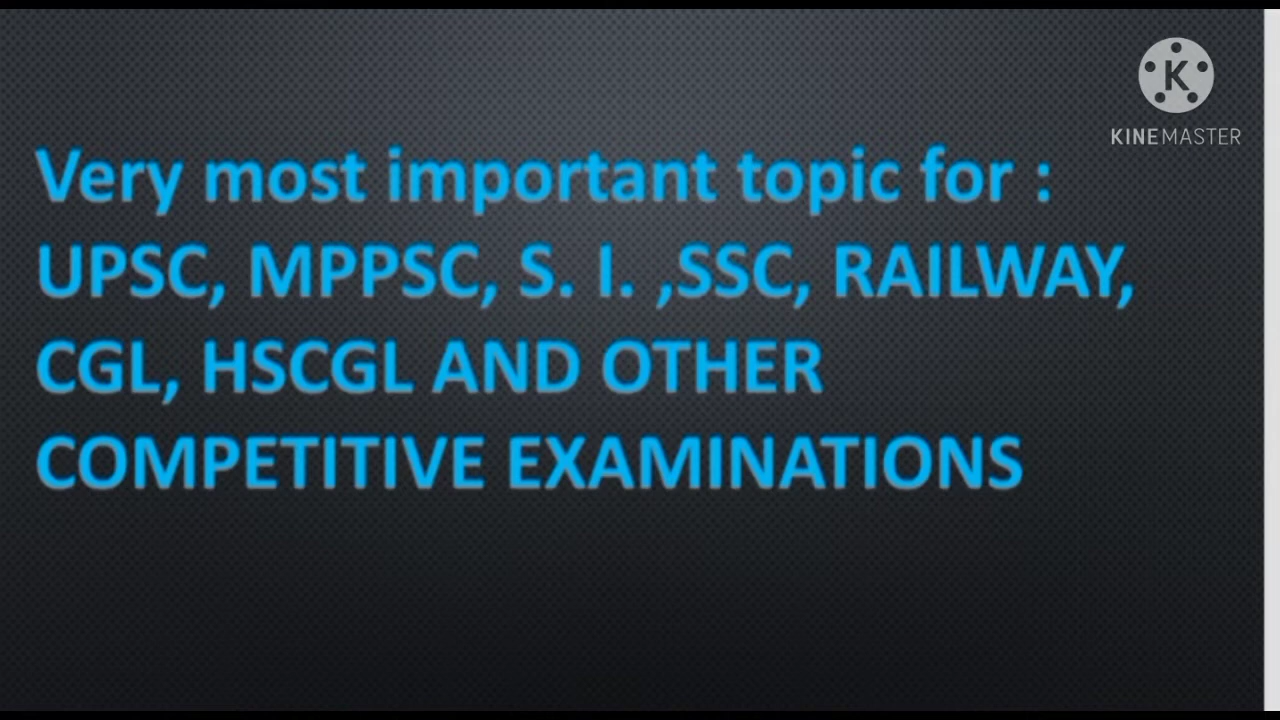 KINEMASTER
Very most important topic for :
UPSC, MPPSC, S. I. ,SSC, RAILWAY,
CGL, HSCGL AND OTHER
COMPETITIVE EXAMINATIONS